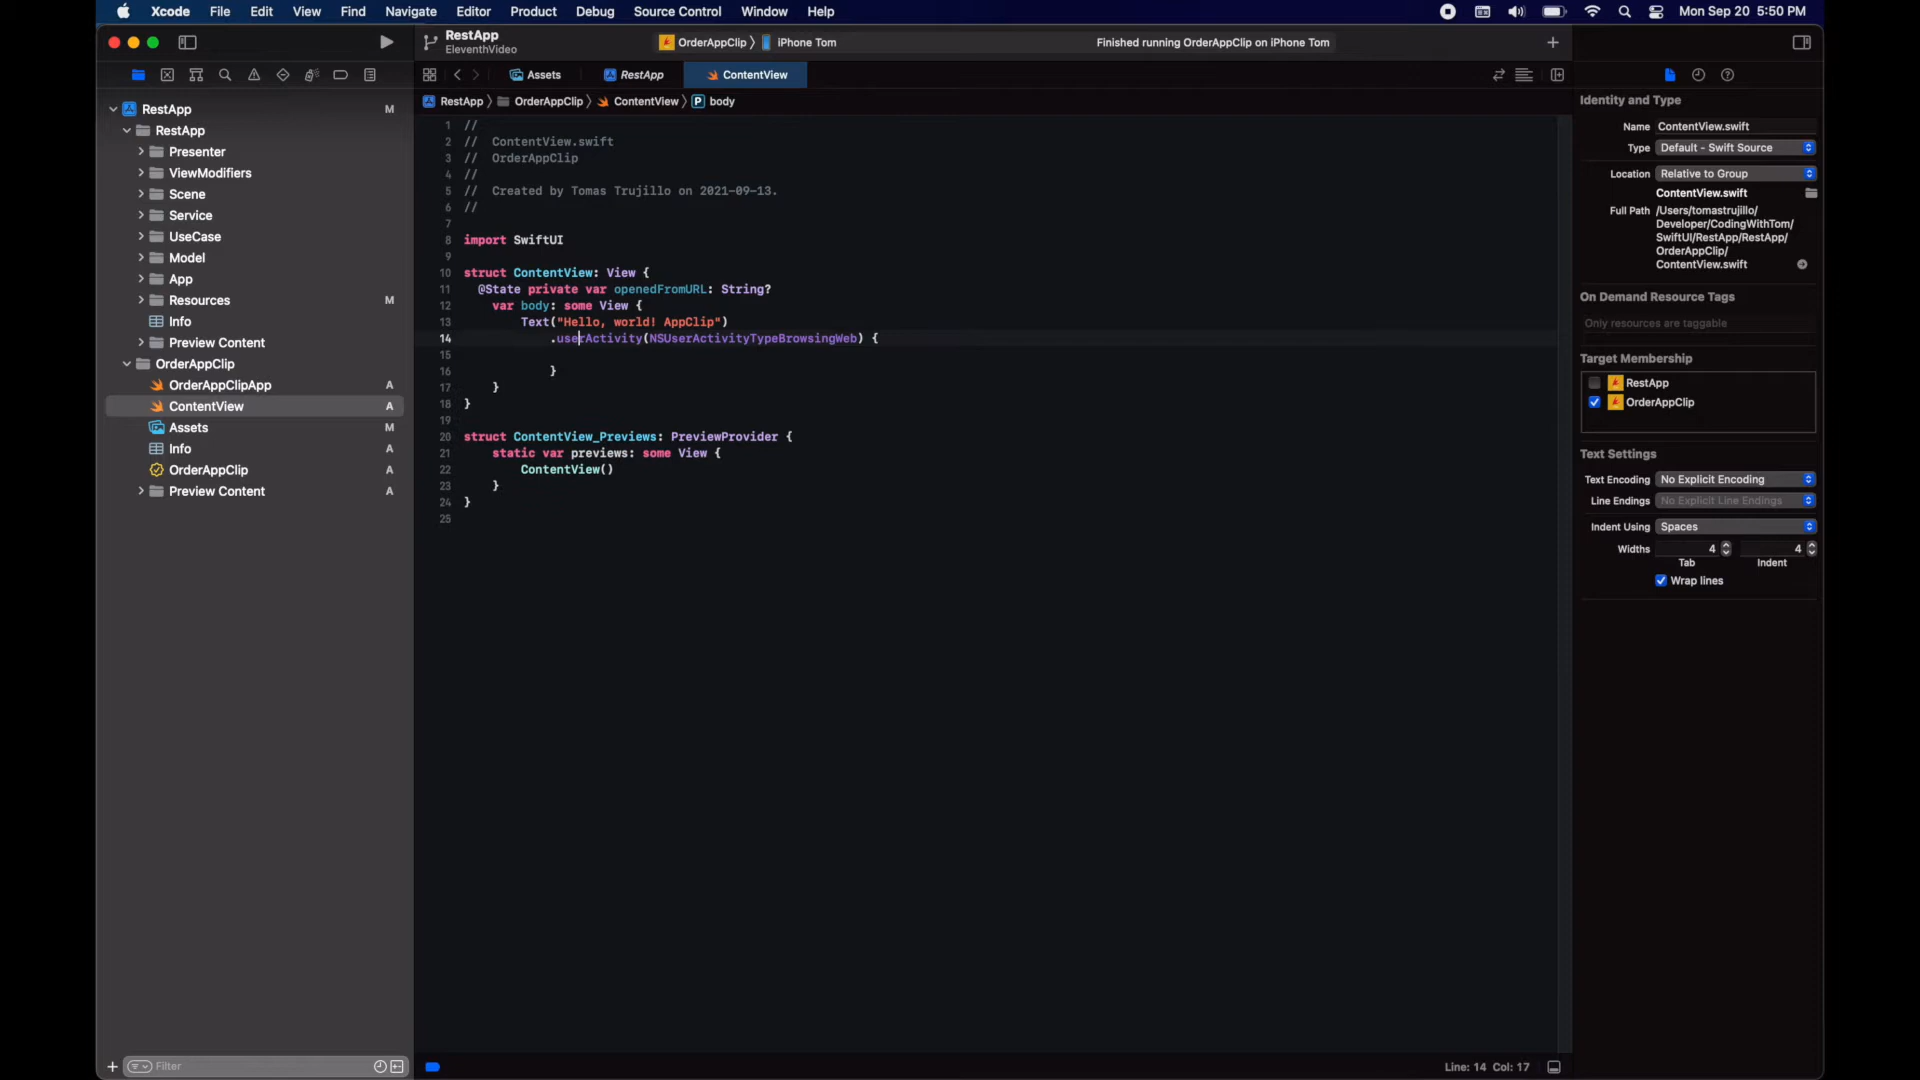 Xcode File Edit View Find Navigate Editor Product Debug Source Control Window Help Mon Sep 20 5:50 PM
RestApp
EleventhVideo
OrderAppClip iPhone Tom Finished running OrderAppClip on iPhone Tom
Assets RestApp ContentView
RestApp OrderAppClip ContentView P body
RestApp M
RestApp
Presenter
ViewModifiers
Scene
Service
UseCase
Model
App
Resources M
Info
Preview Content
OrderAppClip
OrderAppClipApp A
ContentView A
Assets M
Info A
OrderAppClip A
Preview Content A
Filter
1 //
2 // ContentView.swift
3 // OrderAppClip
4 //
5 // Created by Tomas Trujillo on 2021-09-13.
6 //
7
8 import SwiftUI
9
10 struct ContentView: View {
11 @State private var openedFromURL: String?
12 var body: some View {
13 Text("Hello, world! AppClip")
14 .userActivity(NSUserActivityTypeBrowsingWeb) {
15
16 }
17 }
18 }
19
20 struct ContentView_Previews: PreviewProvider {
21 static var previews: some View {
22 ContentView()
23 }
24 }
25
Line: 14 Col: 17
Identity and Type
Name ContentView.swift
Type Default - Swift Source
Location Relative to Group
ContentView.swift
Full Path /Users/tomastrujillo/
Developer/CodingWithTom/
SwiftUI/RestApp/RestApp/
OrderAppClip/
ContentView.swift
On Demand Resource Tags
Only resources are taggable
Target Membership
RestApp
OrderAppClip
Text Settings
Text Encoding No Explicit Encoding
Line Endings No Explicit Line Endings
Indent Using Spaces
Widths 4 4
Tab Indent
Wrap lines